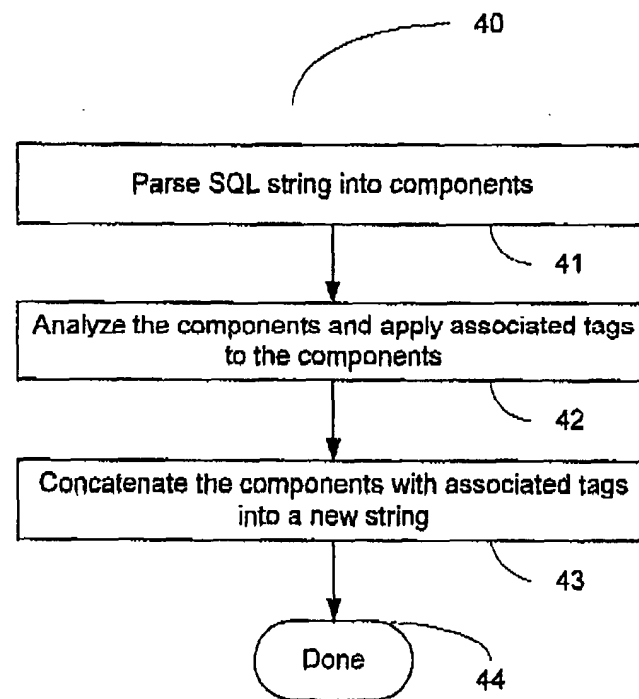 40
Parse SQL string into components
41
Analyze the components and apply associated tags
to the components
42
Concatenate the components with associated tags
into a new string
43
Done
44